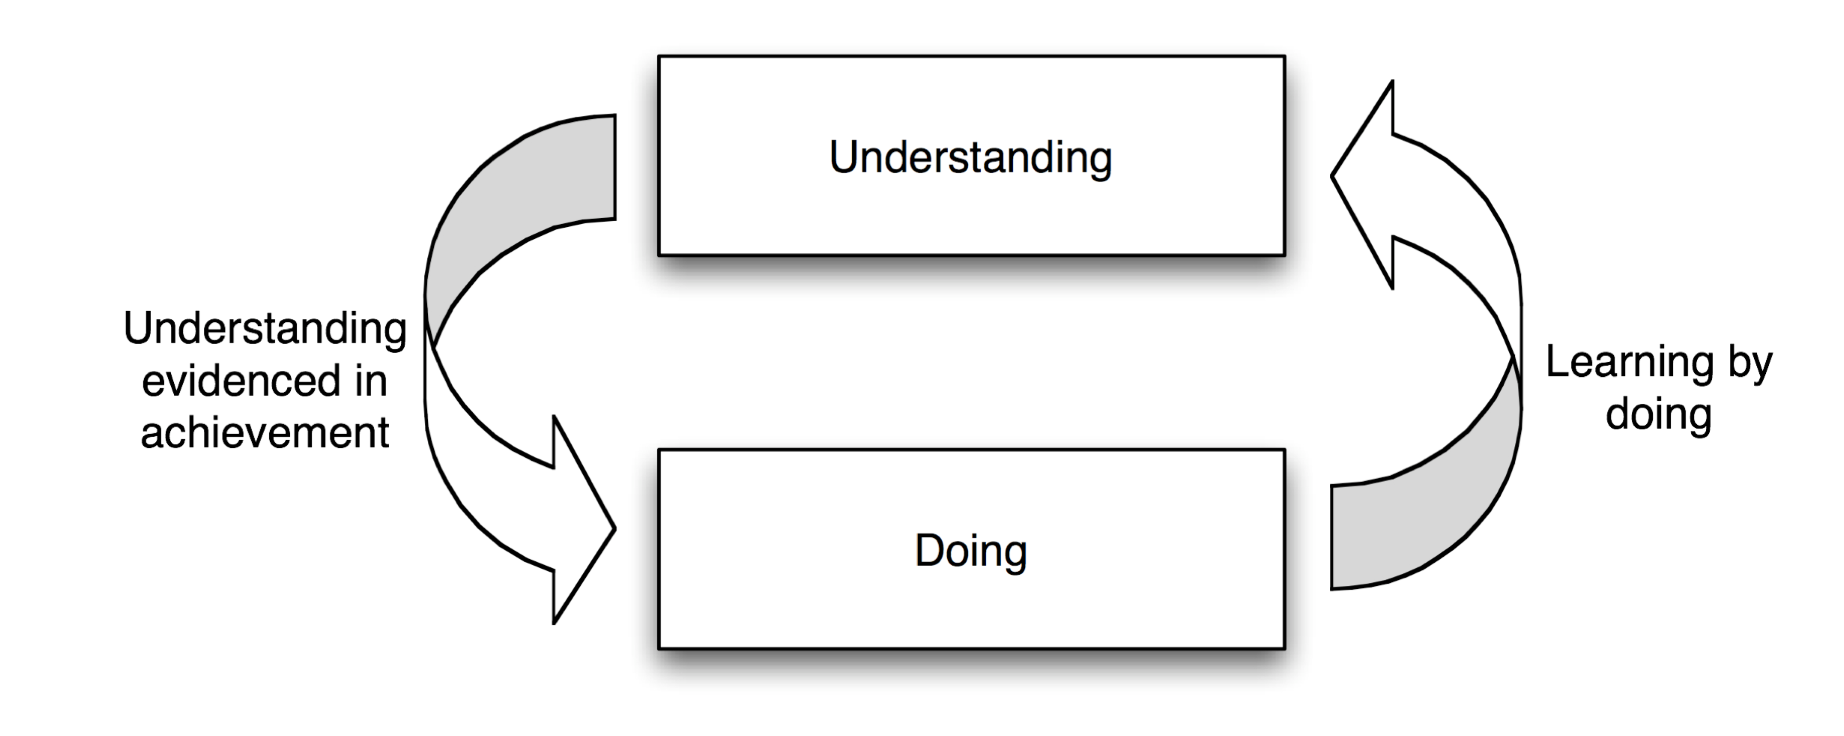 Understanding
Understanding
evidenced in
achievement
Learning by
doing
Doing